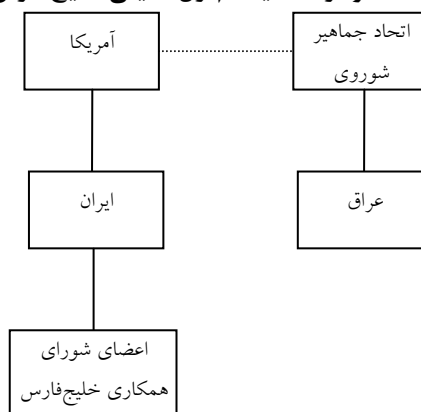 آمریکا
اتحاد جماهیر
شوروی
ایران
عراق
اعضای شورای
همکاری خلیج‌فارس